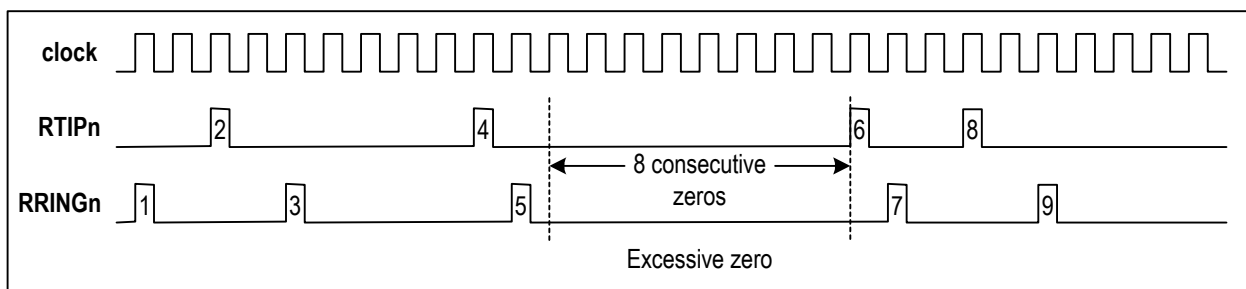 clock
RTIPn
2
4
6
8
8 consecutive
zeros
RRINGn
1
3
5
7
9
Excessive zero